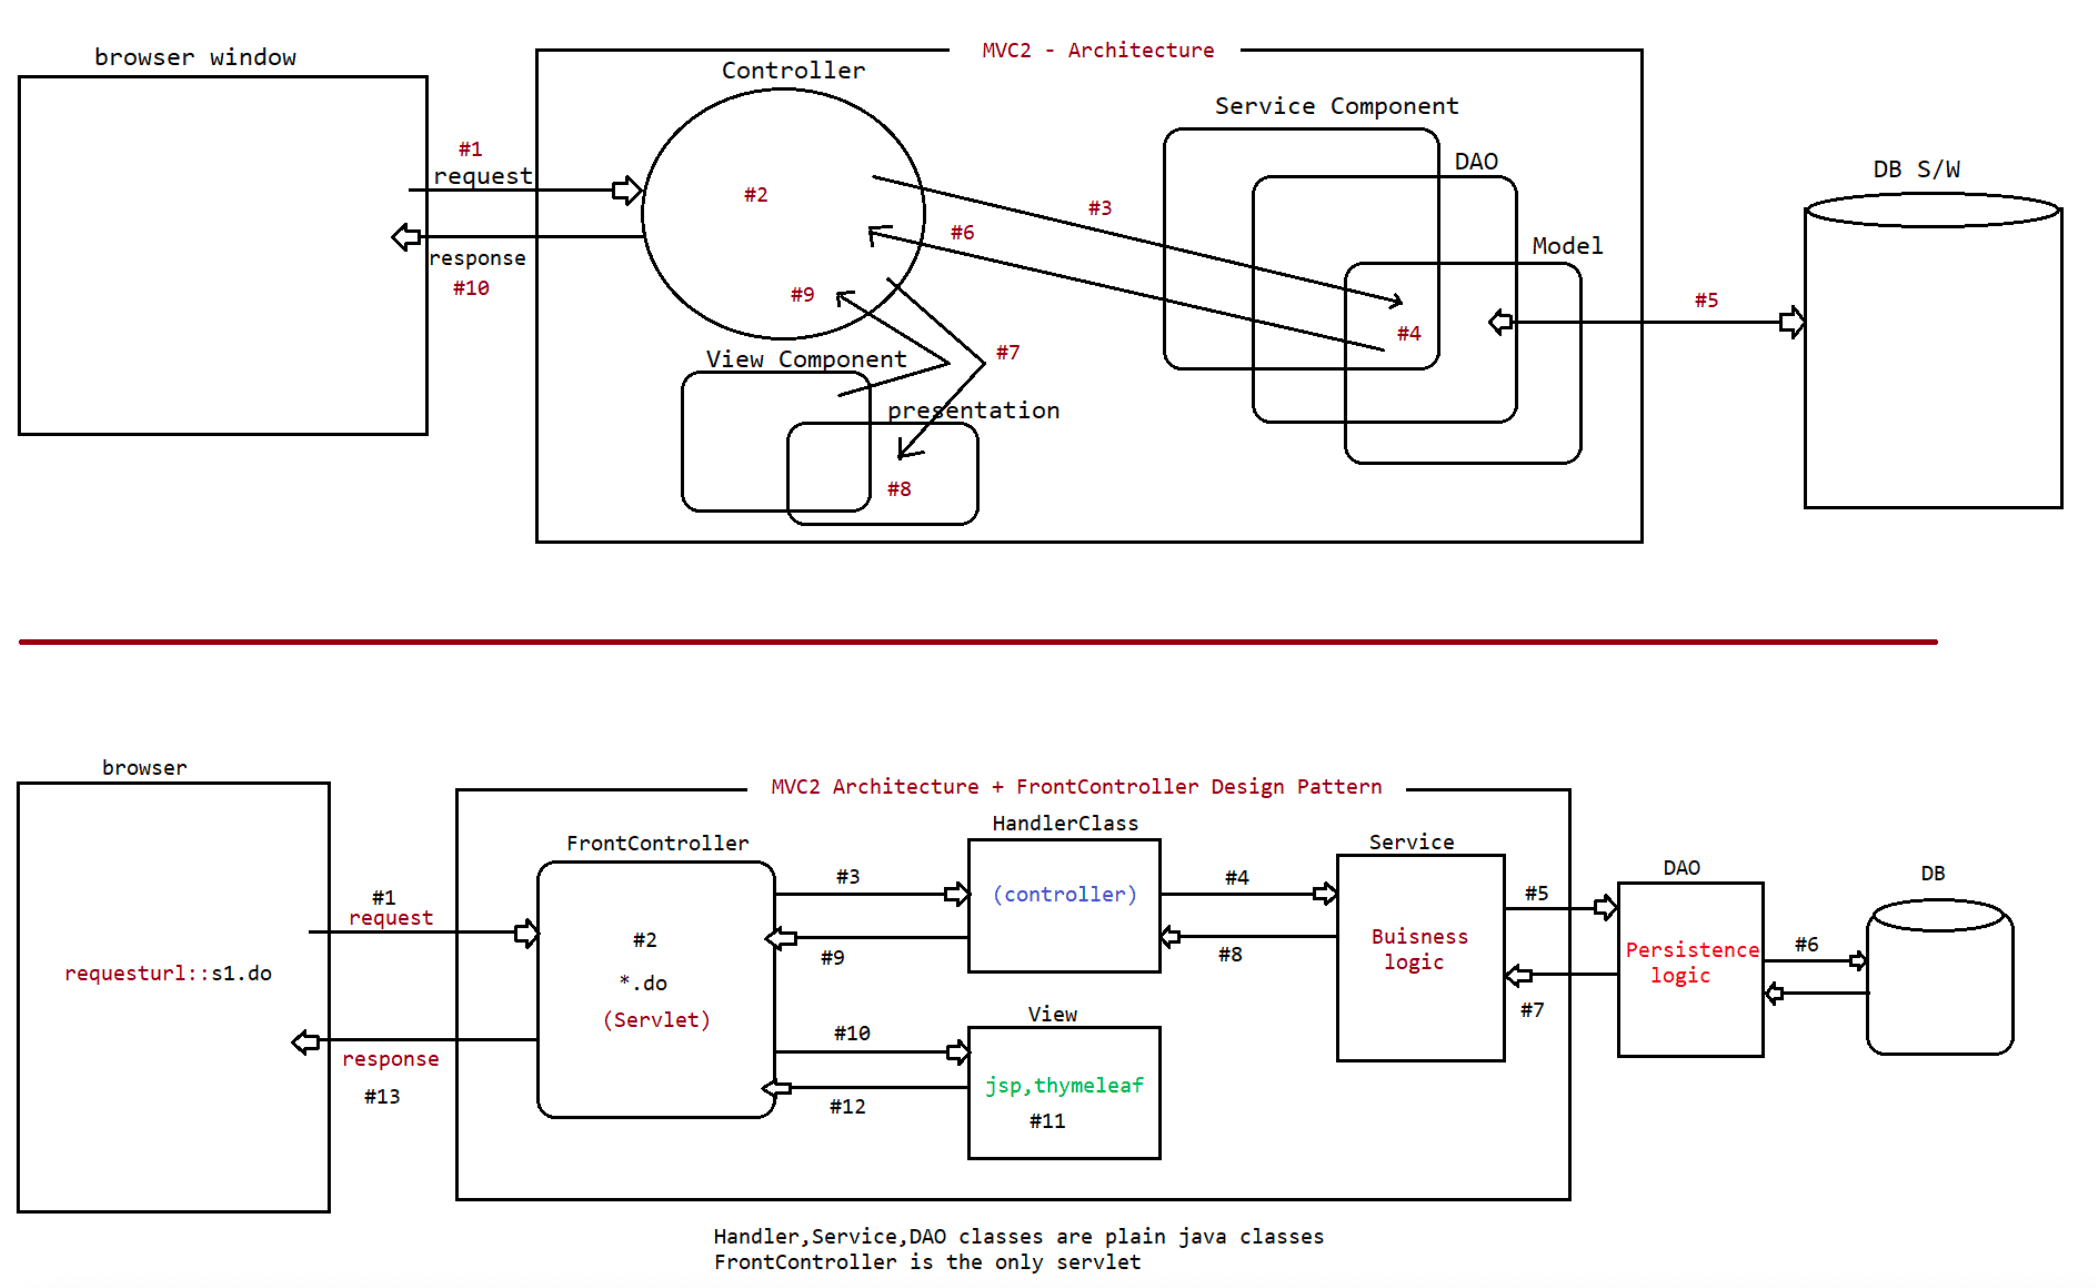 MVC2 - Architecture
browser window
Controller
Service Component
#1
request
DAO
DB S/W
#2
#3
#6
Model
response
#10
#9
#5
#4
#7
View Component
presentation
#8
browser
MVC2 Architecture + FrontController Design Pattern
HandlerClass
FrontController
Service
DAO
DB
#1
request
#3
(controller)
#4
#5
#2
Buisness
logic
Persistence
logic
#6
requesturl::s1.do
*.do
(Servlet)
#9
#8
#7
View
#10
response
#13
jsp,thymeleaf
#12
#11
Handler,Service,DAO classes are plain java classes
FrontController is the only servlet